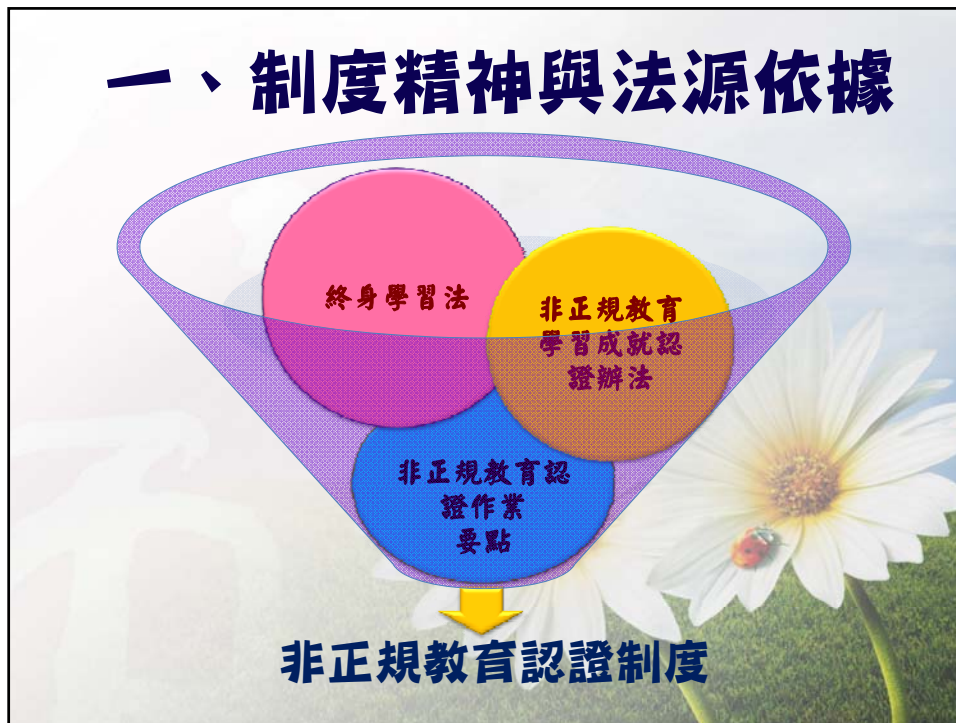 一、制度精神與法源依據
終身學習法
非正規教育
學習成就認
證辦法
非正規教育認
證作業
要點
非正規教育認證制度